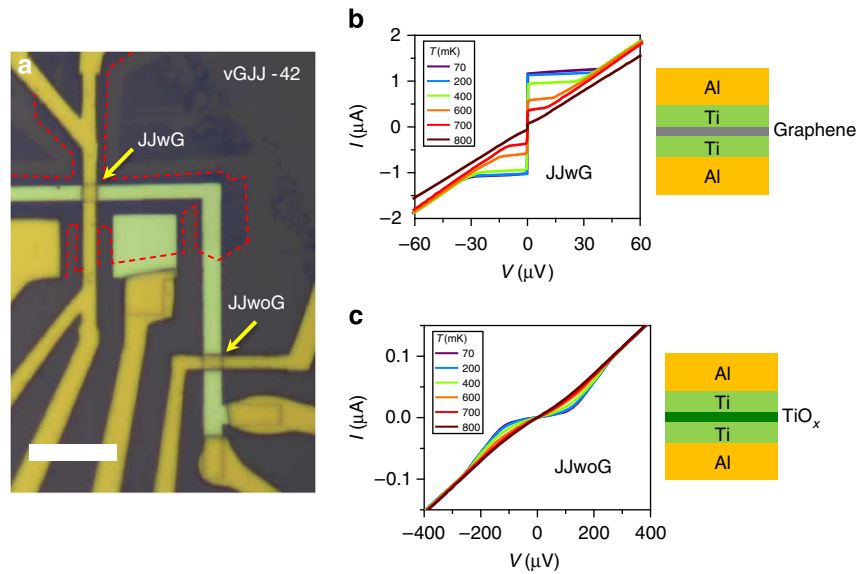 a
vGJJ -42
JJwG
JJwoG
b
I (μA)
2
1
0
−1
−2
T (mK)
70
200
400
600
700
800
JJwG
−60
−30
0
30
60
V (μV)
Al
Ti
Graphene
Ti
Al
c
I (μA)
0.1
0.0
−0.1
T (mK)
70
200
400
600
700
800
JJwoG
−400
−200
0
200
400
V (μV)
Al
Ti
TiOx
Ti
Al